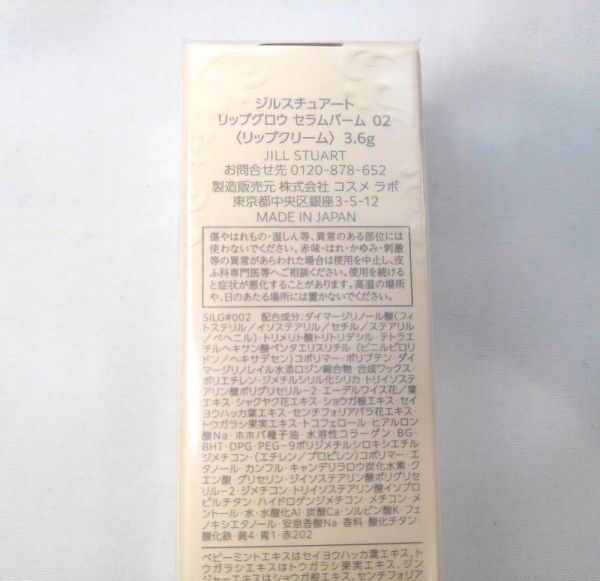 ジルスチュアート
リップグロウ セラムバーム 02
〈リップクリーム〉 3.6g
JILL STUART
お問合せ先 0120-878-652
製造販売元 株式会社 コスメ ラボ
東京都中央区銀座3-5-12
MADE IN JAPAN
傷やはれもの・湿しん等、異常のある部位には
使わないでください。赤味・はれ・かゆみ・刺激
等の異常があらわれた場合は使用を中止し、皮
ふ科専門医等へご相談ください。使用を続ける
と症状が悪化することがあります。高温の場所
や、日のあたる場所には置かないでください。
SILG#002 配合成分:ダイマージリノール酸(フィ
トステリル/イソステアリル/セチル/ステアリル
/ベヘニル)・トリメリト酸トリトリデシル・テトラエ
チルヘキサン酸ペンタエリスリチル・(ビニルピロリ
ドン/ヘキサデセン)コポリマー・ポリブテン・ダイ
マージリノレイル水添ロジン縮合物・合成ワックス・
ポリエチレン・ジメチルシリル化シリカ・トリイソステ
アリン酸ポリグリセリル-2・エーデルワイス花/葉
エキス・シャクヤク花エキス・ショウガ根エキス・セイ
ヨウハッカ葉エキス・センチフォリアバラ花エキス・
トウガラシ果実エキス・トコフェロール・ヒアルロン
酸Na・ホホバ種子油・水溶性コラーゲン・BG・
BHT・DPG・PEG-9ポリジメチルシロキシエチル
ジメチコン・(エチレン/プロピレン)コポリマー・エ
タノール・カンフル・キャンデリラロウ炭化水素・ク
エン酸・グリセリン・ジイソステアリン酸ポリグリセ
リル-2・ジメチコン・トリイソステアリン酸イソプロ
ピルチタン・ハイドロゲンジメチコン・メチコン・メ
ントール・水・水酸化Al・炭酸Ca・ソルビン酸K・フェ
ノキシエタノール・安息香酸Na・香料・酸化チタン・
酸化鉄・黄4・青1・赤202
ペビーミントエキスはセイヨウハッカ葉エキス、ト
ウガラシエキスはトウガラシ果実エキス、ジン
ジャーエキスはショウガ根エキス、センチフォリア